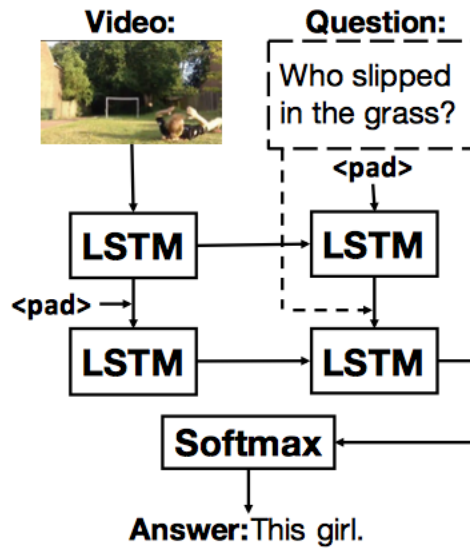 Video:
Question:
Who slipped
in the grass?
<pad>
LSTM
LSTM
<pad>
LSTM
LSTM
Softmax
Answer:This girl.